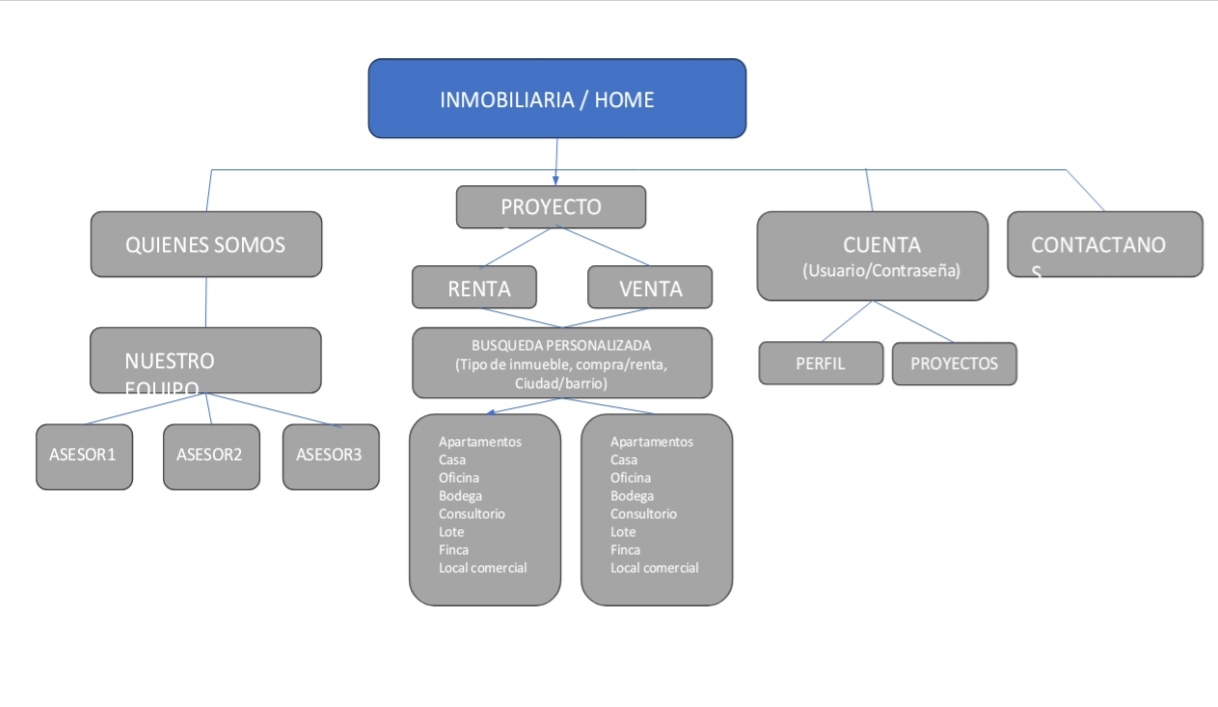 INMOBILIARIA / HOME
QUIENES SOMOS
NUESTRO
EQUIPO
ASESOR1
ASESOR2
ASESOR3
PROYECTO
S
RENTA
VENTA
BUSQUEDA PERSONALIZADA
(Tipo de inmueble, compra/renta,
Ciudad/barrio)
Apartamentos
Casa
Oficina
Bodega
Consultorio
Lote
Finca
Local comercial
Apartamentos
Casa
Oficina
Bodega
Consultorio
Lote
Finca
Local comercial
CUENTA
(Usuario/Contraseña)
PERFIL
PROYECTOS
CONTACTANO
S